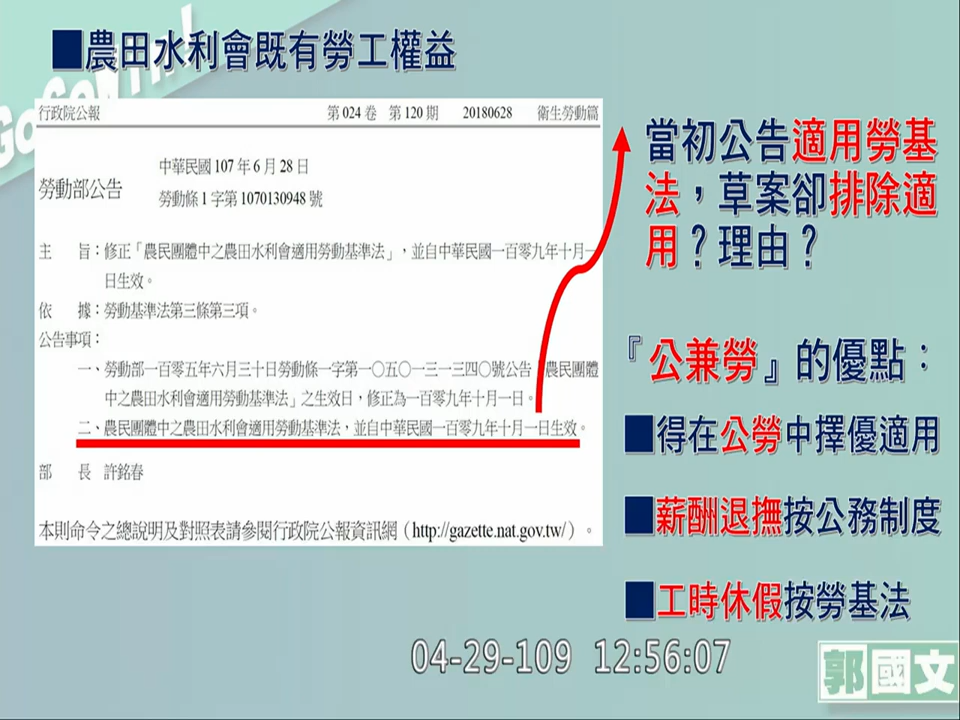 ■農田水利會既有勞工權益
行政院公報 第 024 卷 第 120 期 20180628 衛生勞動篇
中華民國 107 年 6 月 28 日
勞動部公告
勞動條 1 字第 1070130948 號
主 旨：修正「農民團體中之農田水利會適用勞動基準法」，並自中華民國一百零九年十月一
日生效。
依 據：勞動基準法第三條第三項。
公告事項：
一、勞動部一百零五年六月三十日勞動條一字第一○五○一三一三四○號公告「農民團體
中之農田水利會適用勞動基準法」之生效日，修正為一百零九年十月一日。
二、農民團體中之農田水利會適用勞動基準法，並自中華民國一百零九年十月一日生效。
部 長 許銘春
本則命令之總說明及對照表請參閱行政院公報資訊網（http://gazette.nat.gov.tw/）。
當初公告適用勞基
法，草案卻排除適
用？理由？
『公兼勞』的優點：
■得在公勞中擇優適用
■薪酬退撫按公務制度
■工時休假按勞基法
04-29-109 12:56:07
郭國文